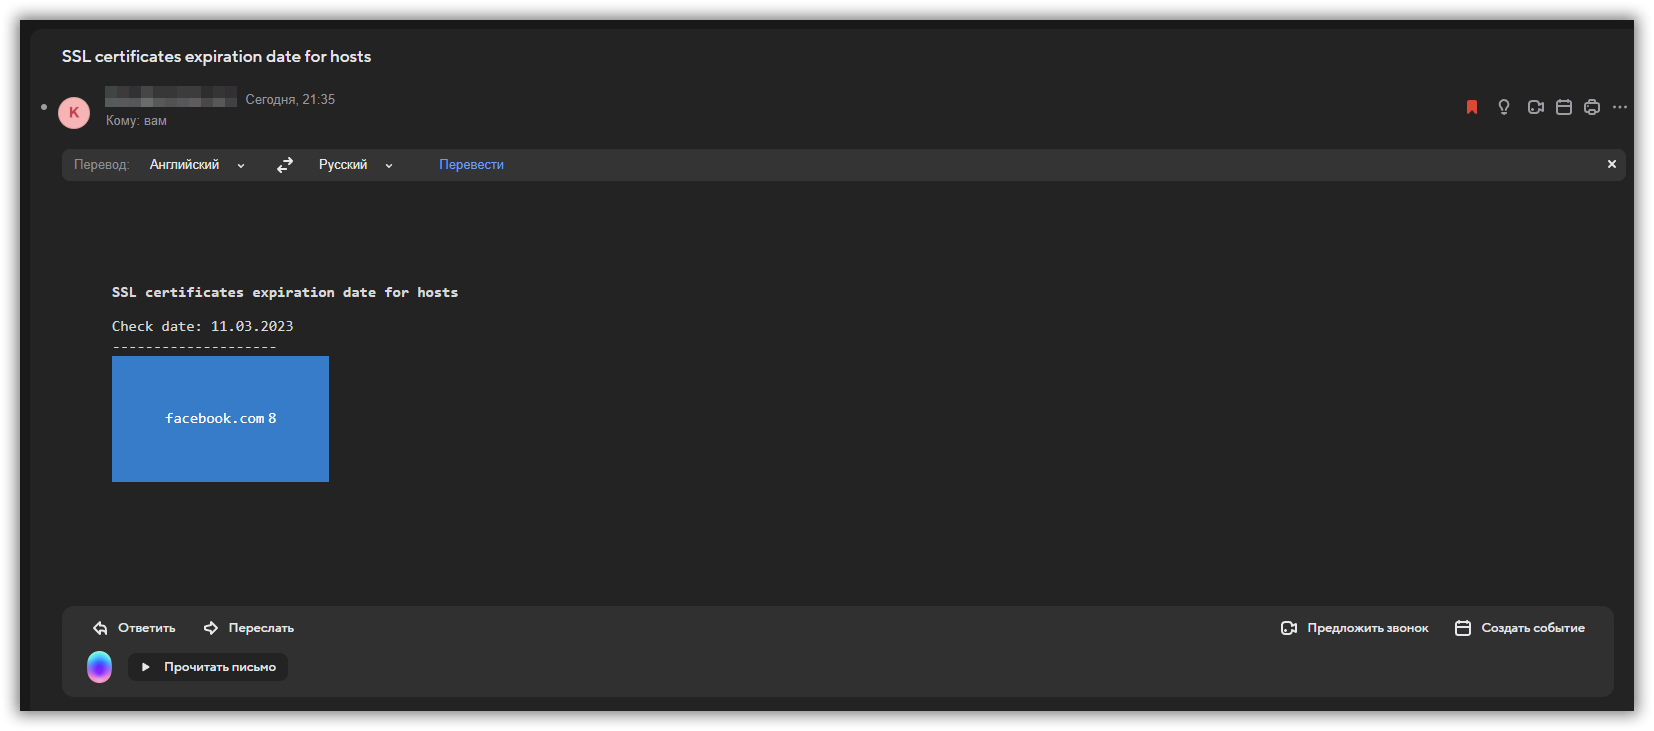 SSL certificates expiration date for hosts
K
Сегодня, 21:35
Кому: вам
Перевод: Английский Русский Перевести
SSL certificates expiration date for hosts
Check date: 11.03.2023
--------------------
facebook.com 8
Ответить Переслать Предложить звонок Создать событие
Прочитать письмо